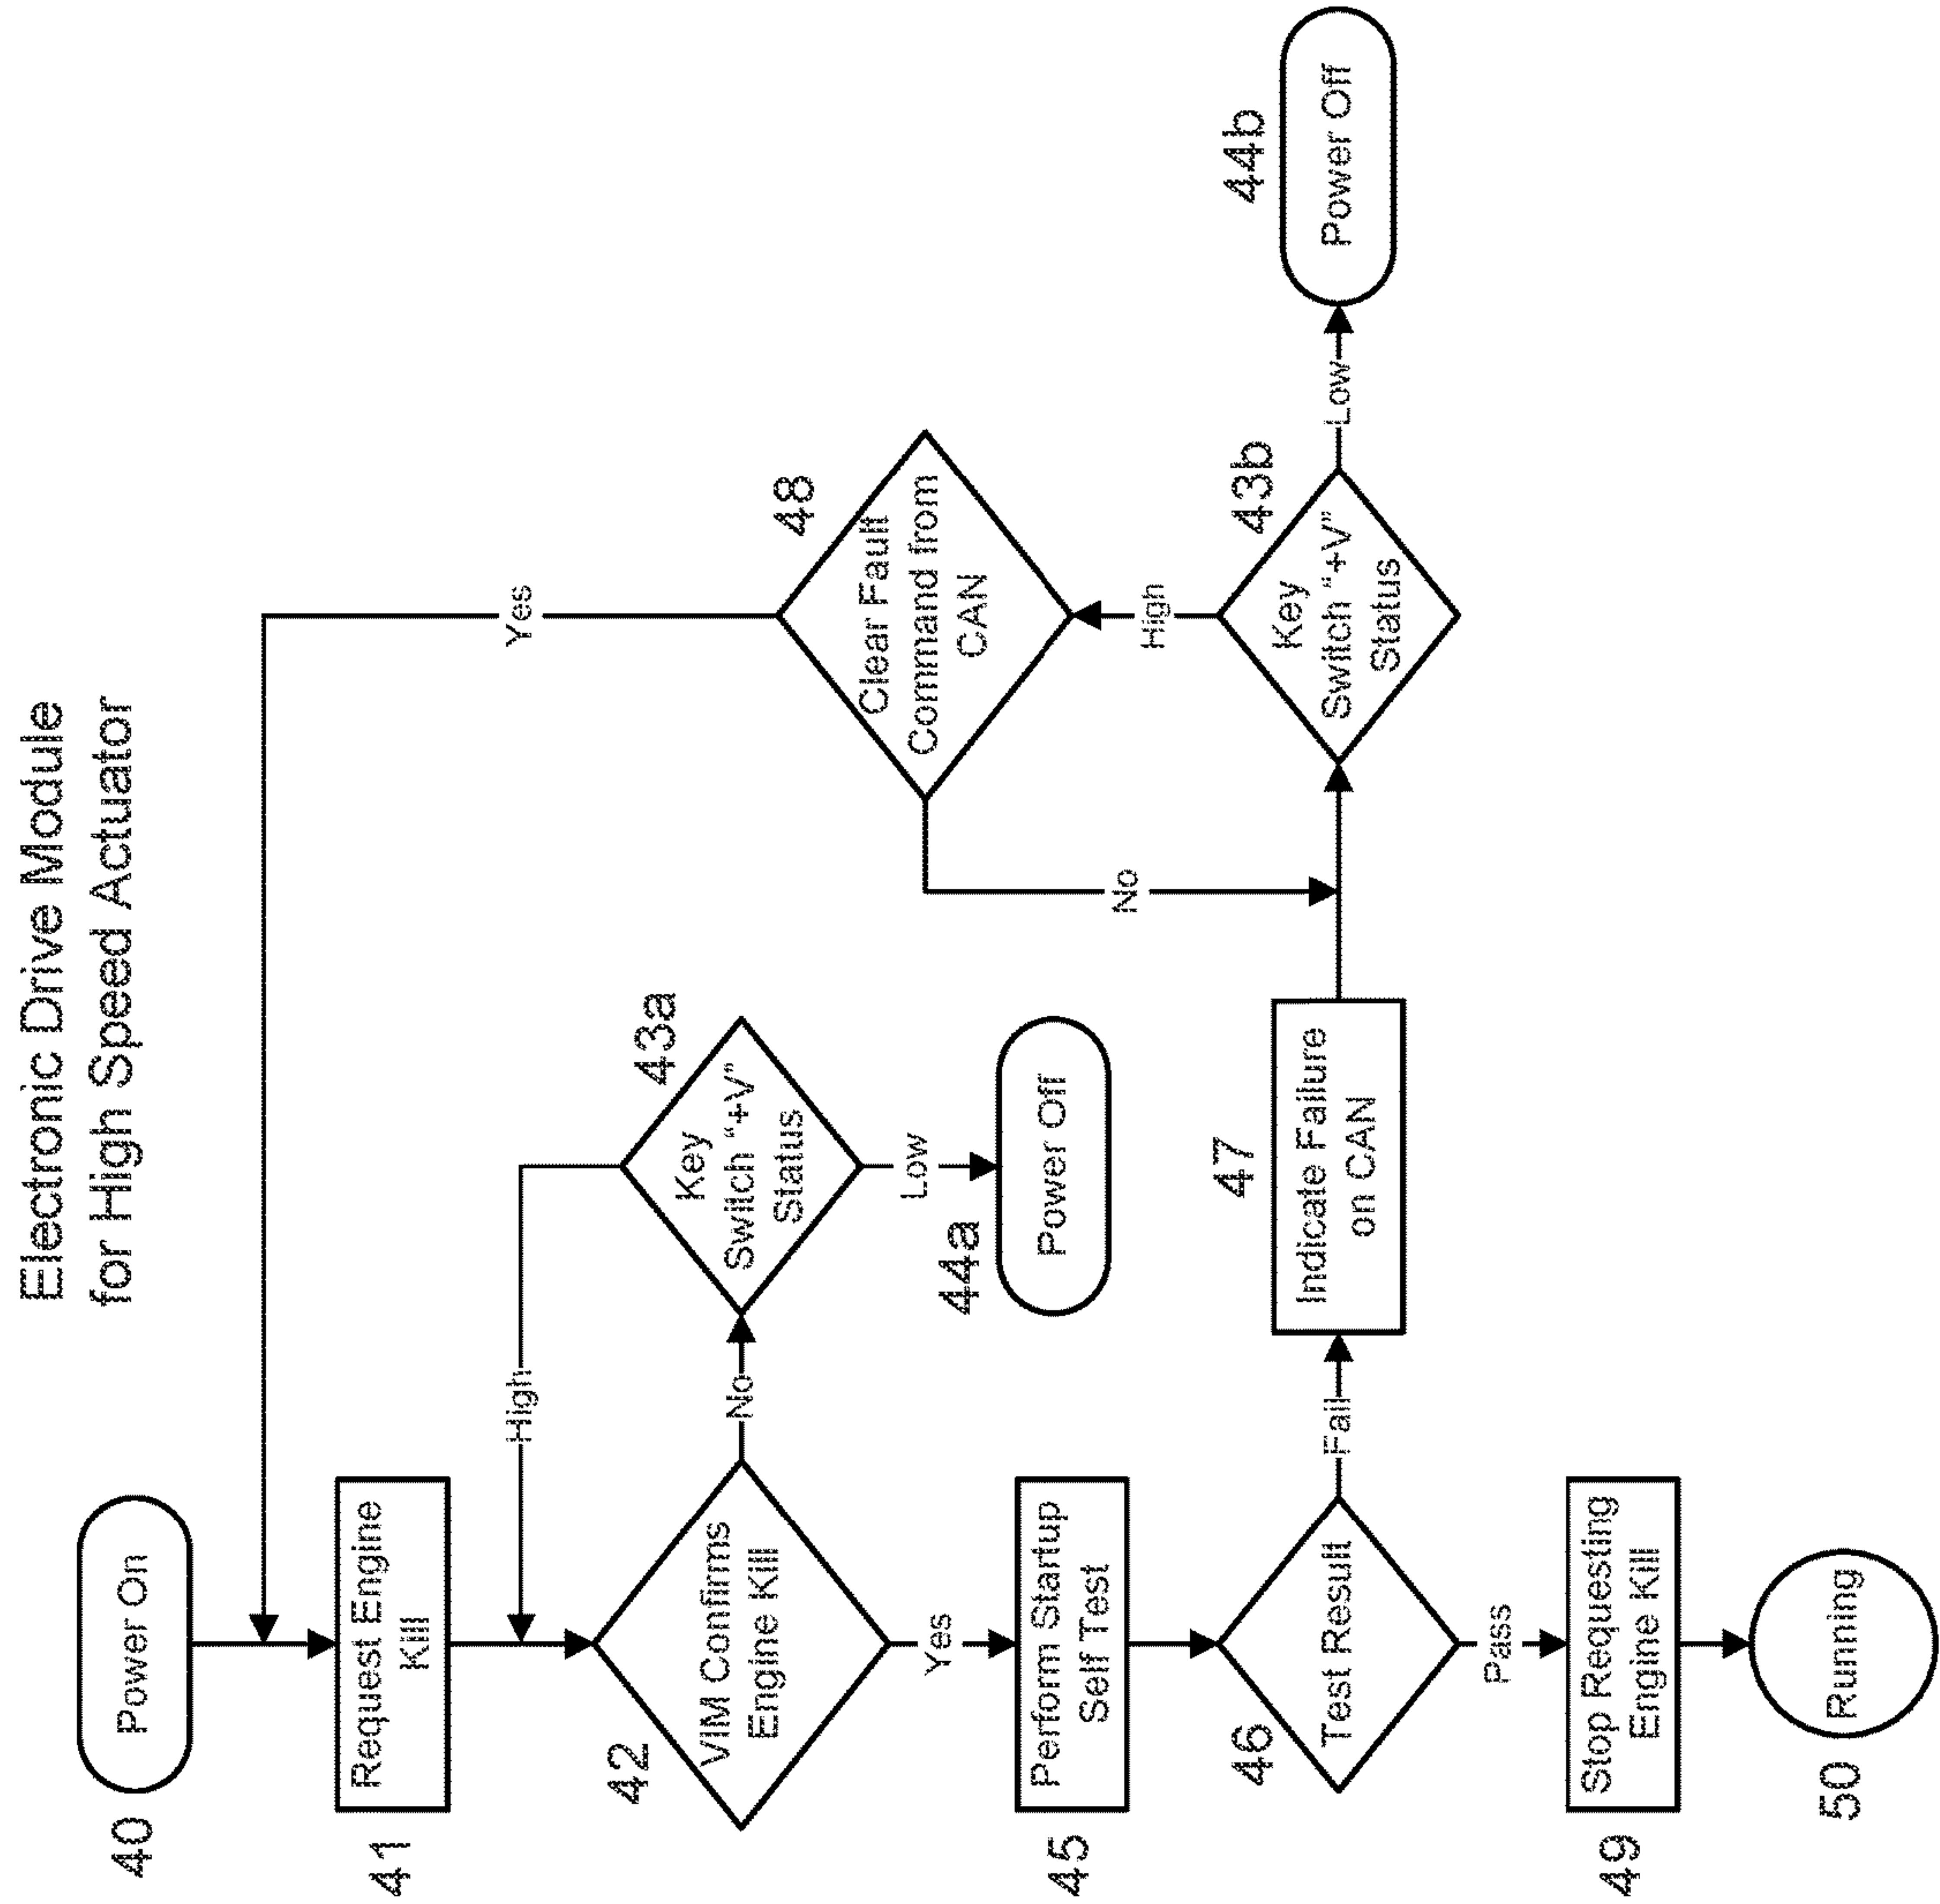 Electronic Drive Module
for High Speed Actuator
40
Power On
41
Request Engine
Kill
Yes
High
42
VIM Confirms
Engine Kill
No
43a
Key
Switch "+V"
Status
Low
44a
Power Off
Yes
45
Perform Startup
Self Test
46
Test Result
Fail
47
Indicate Failure
on CAN
No
48
Clear Fault
Command from
CAN
High
43b
Key
Switch "+V"
Status
Low
44b
Power Off
Pass
49
Stop Requesting
Engine Kill
50
Running